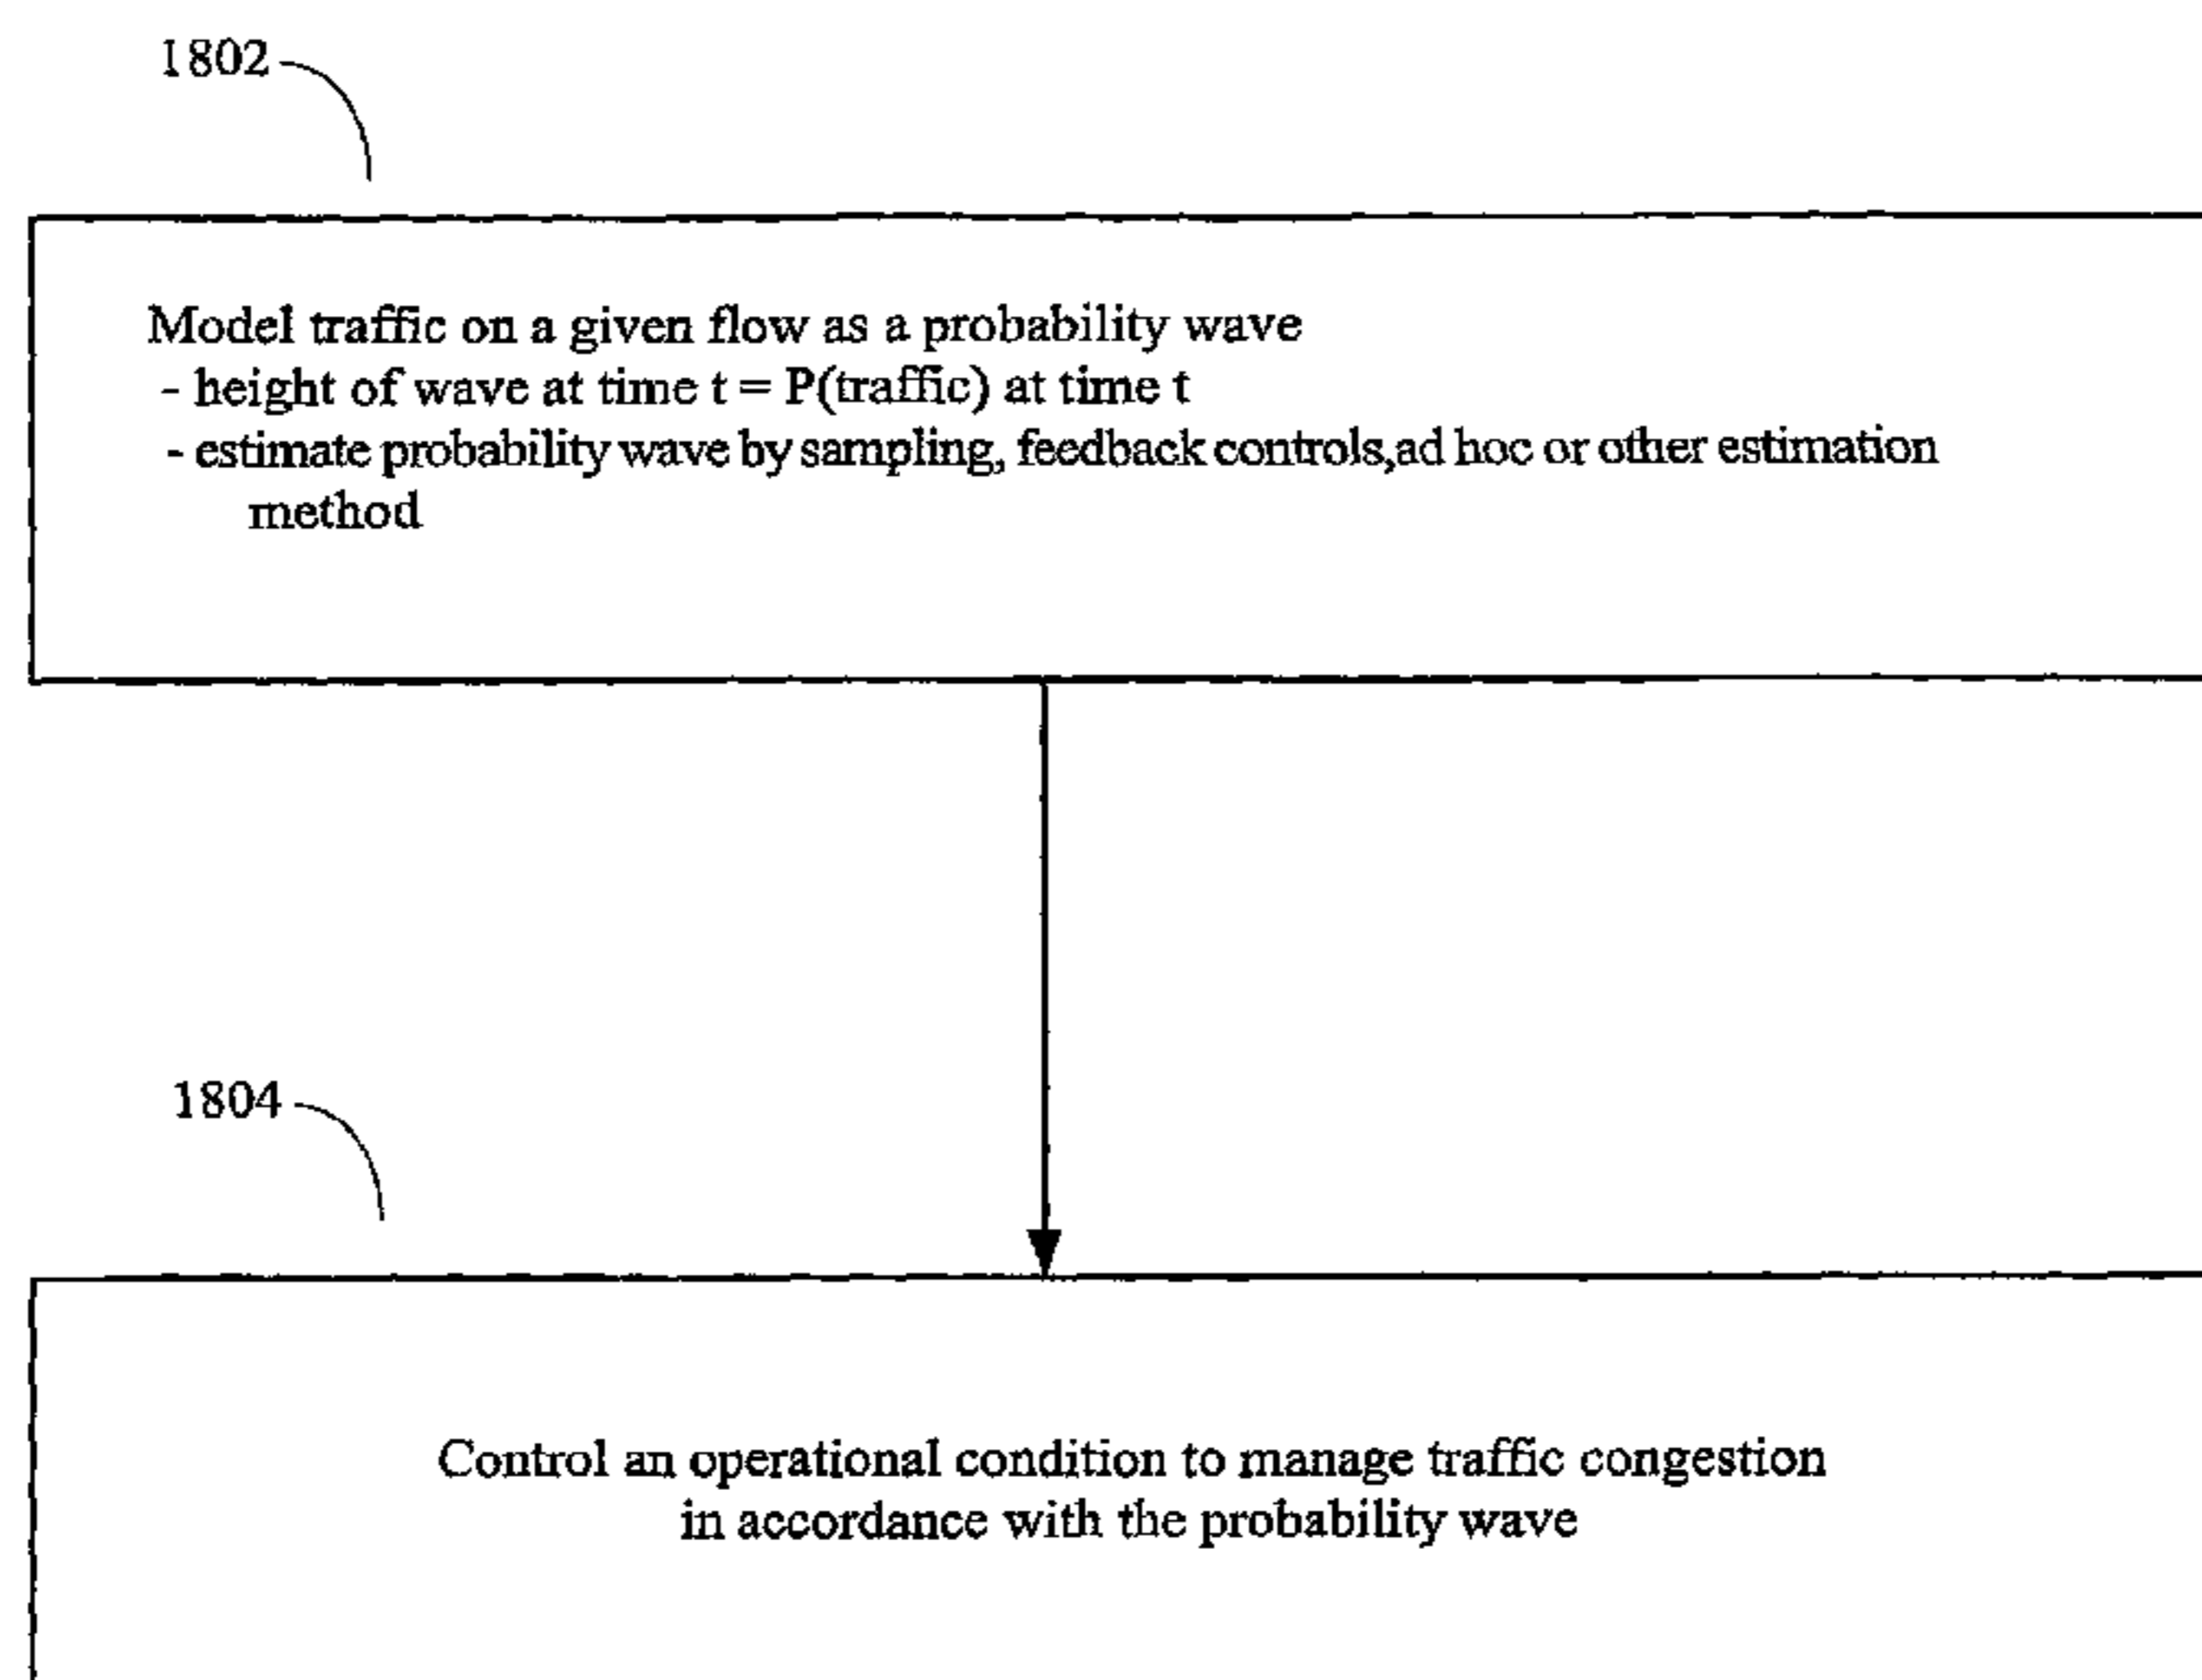 1802
Model traffic on a given flow as a probability wave
- height of wave at time t = P(traffic) at time t
- estimate probability wave by sampling, feedback controls,ad hoc or other estimation
method
1804
Control an operational condition to manage traffic congestion
in accordance with the probability wave